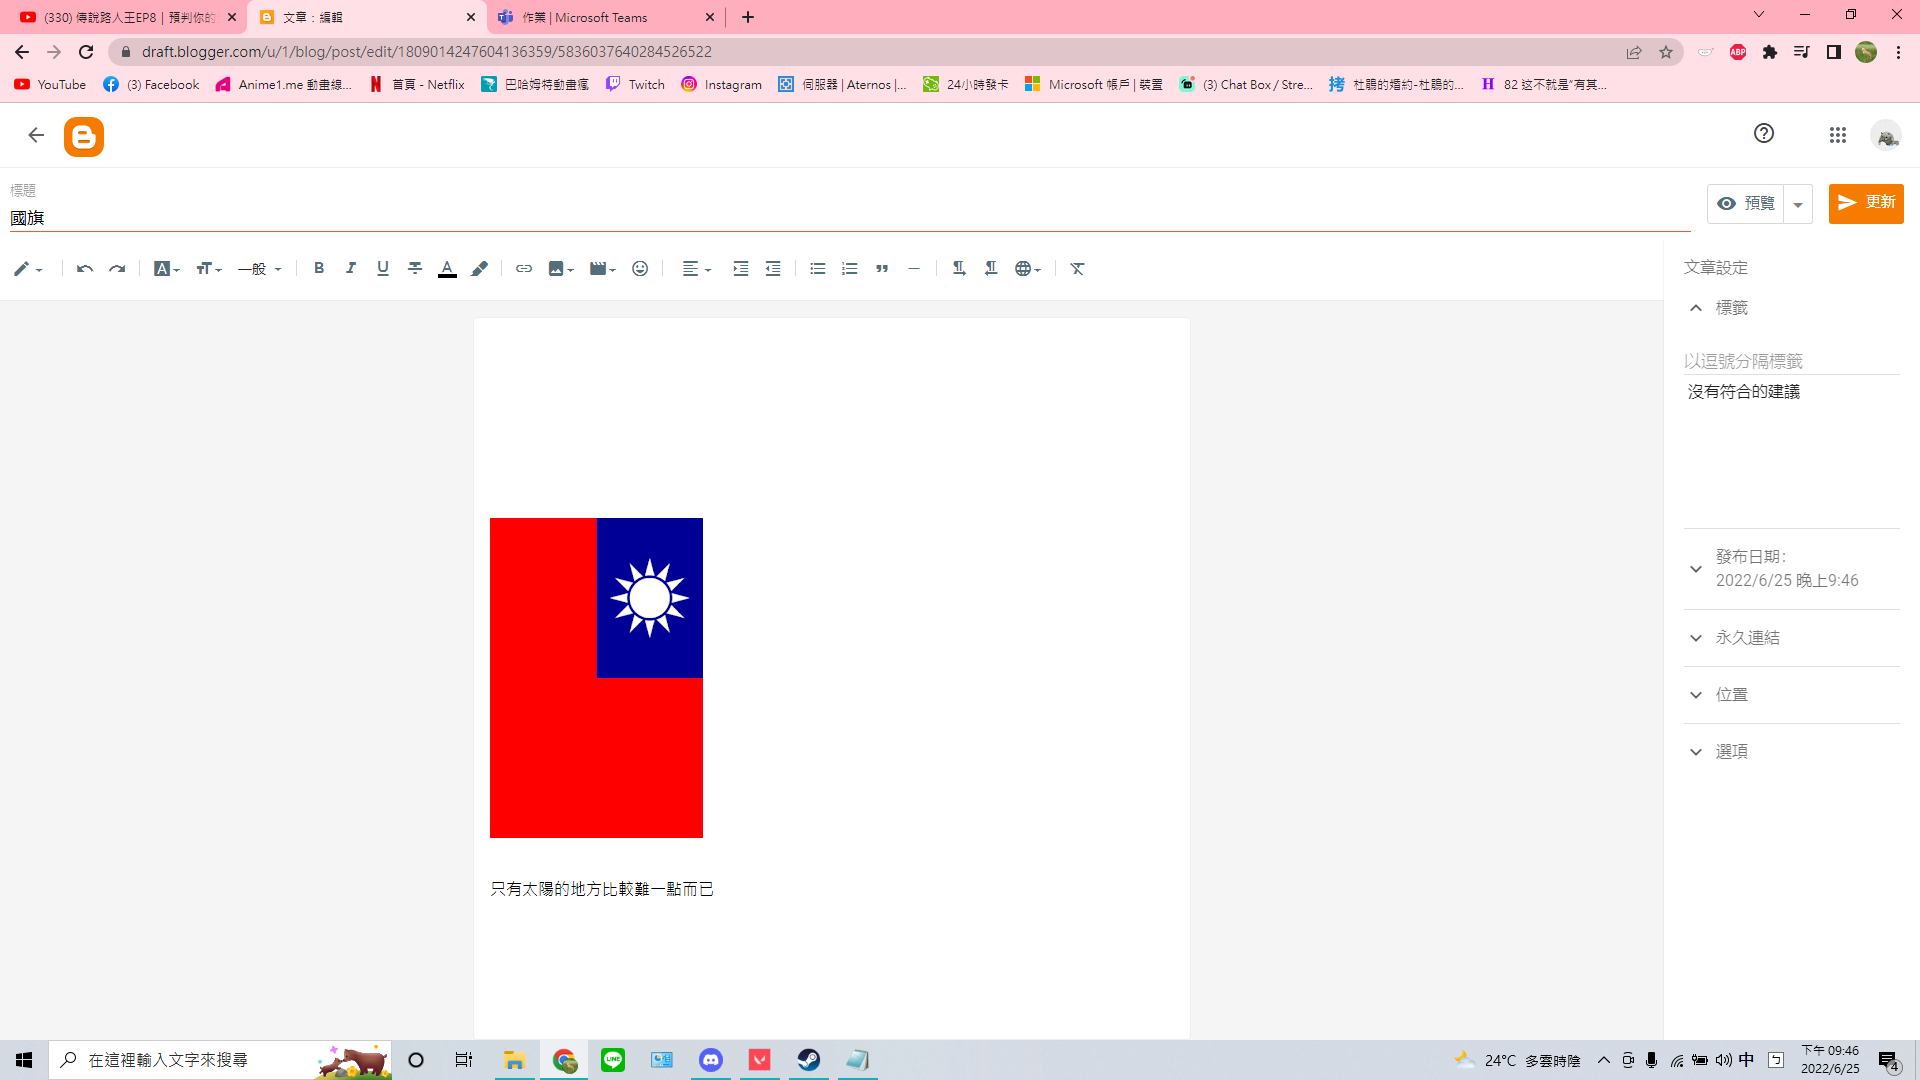 (330) 傳說路人王EP8 | 預判你的
文章：編輯
作業 | Microsoft Teams
draft.blogger.com/u/1/blog/post/edit/1809014247604136359/5836037640284526522
ABP
YouTube
(3) Facebook
Anime1.me 動畫線...
首頁 - Netflix
巴哈姆特動畫瘋
Twitch
Instagram
伺服器 | Aternos |...
24小時發卡
Microsoft 帳戶 | 裝置
(3) Chat Box / Stre...
拷 杜鵑的婚約-杜鵑的...
H 82 这不就是“有其...
標題
國旗
預覽
更新
一般
文章設定
標籤
以逗號分隔標籤
沒有符合的建議
發布日期：
2022/6/25 晚上9:46
永久連結
位置
選項
只有太陽的地方比較難一點而已
在這裡輸入文字來搜尋
LINE
24°C 多雲時陰
中
下午 09:46
2022/6/25
4